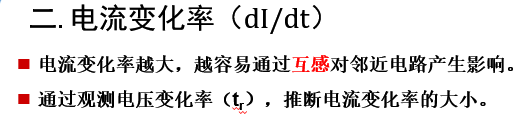 二. 电流变化率（dI/dt）
■ 电流变化率越大，越容易通过互感对邻近电路产生影响。
■ 通过观测电压变化率（tr），推断电流变化率的大小。